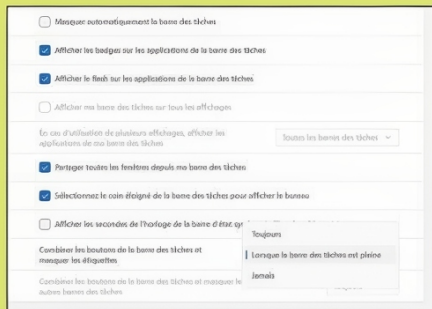 Masquer automatiquement la barre des tâches
Afficher les badges sur les applications de la barre des tâches
Afficher le flash sur les applications de la barre des tâches
Afficher ma barre des tâches sur tous les affichages
En cas d'utilisation de plusieurs affichages, afficher les
applications de ma barre des tâches
Toutes les barres des tâches
Partager toutes les fenêtres depuis ma barre des tâches
Sélectionnez le coin éloigné de la barre des tâches pour afficher le bureau
Afficher les secondes de l'horloge de la barre d'état
Toujours
Combiner les boutons de la barre des tâches et
masquer les étiquettes
Lorsque la barre des tâches est pleine
Jamais
Combiner les boutons de la barre des tâches et masquer le
autres barres des tâches